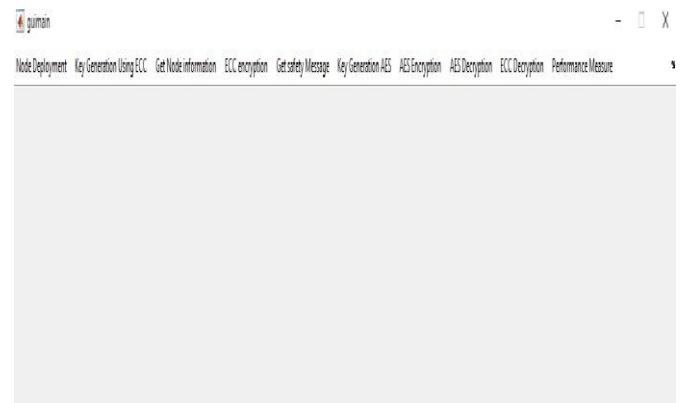 guimain
Node Deployment Key Generation Using ECC Get Node information ECC encryption Get safety Message Key Generation AES AES Encryption AES Decryption ECC Decryption Performance Measure